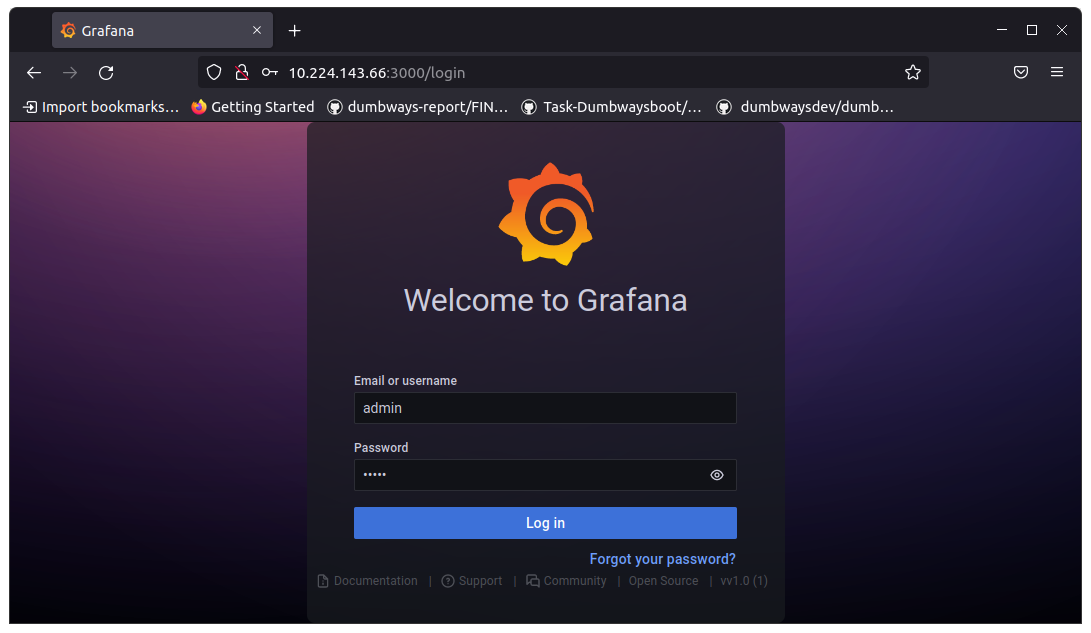 Grafana
10.224.143.66:3000/login
Import bookmarks… Getting Started dumbways-report/FIN… Task-Dumbwaysboot/… dumbwaysdev/dumb…
Welcome to Grafana
Email or username
admin
Password
•••••
Log in
Forgot your password?
Documentation | Support | Community | Open Source | vv1.0 (1)